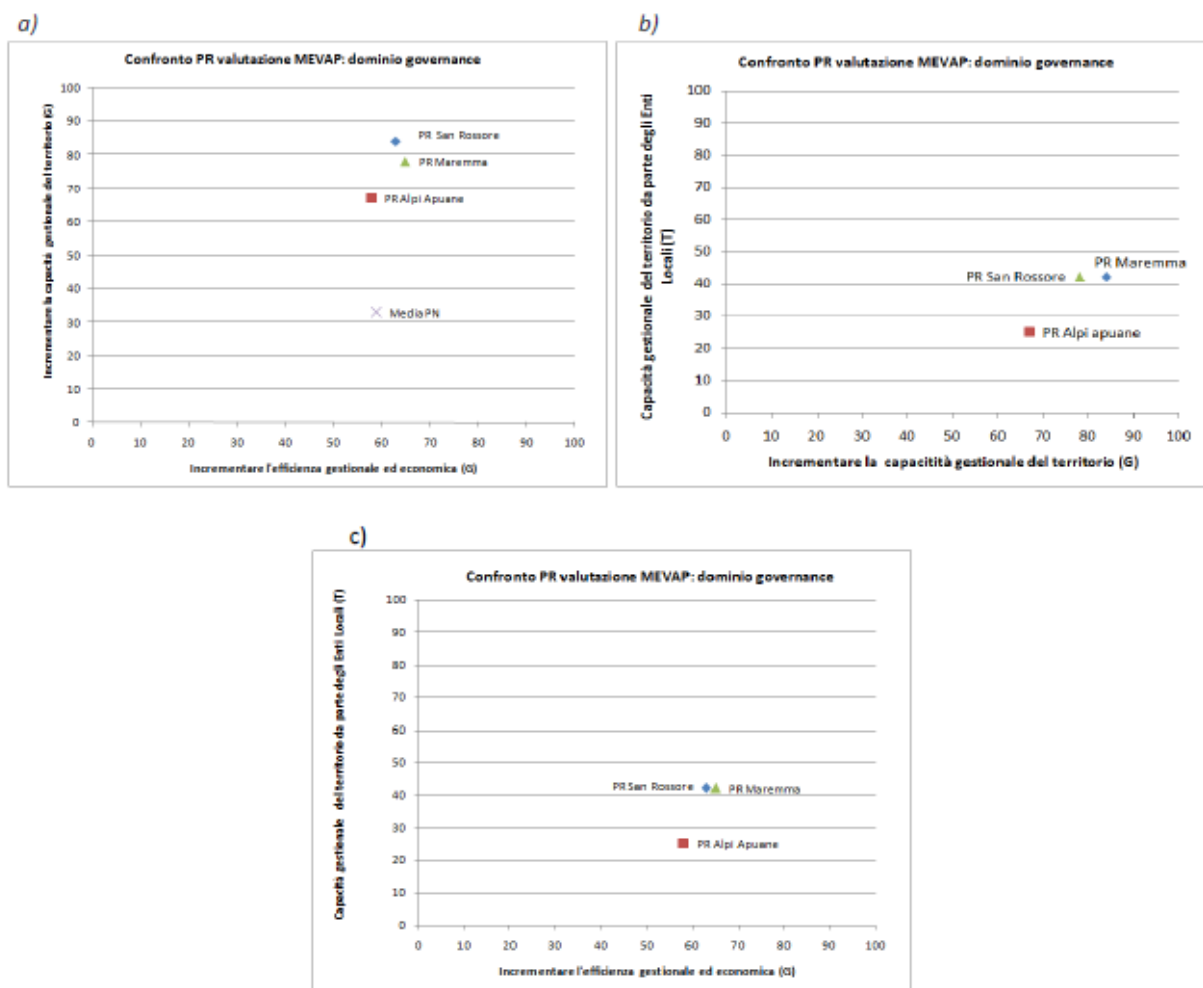 a)
Confronto PR valutazione MEVAP: dominio governance
Incrementare la capacità gestionale del territorio (G)
100
90
80
70
60
50
40
30
20
10
0
PR San Rossore
PR Maremma
PR Alpi Apuane
Media PN
0 10 20 30 40 50 60 70 80 90 100
Incrementare l'efficienza gestionale ed economica (G)
b)
Confronto PR valutazione MEVAP: dominio governance
Capacità gestionale del territorio da parte degli Enti
Locali (T)
100
90
80
70
60
50
40
30
20
10
0
PR Maremma
PR San Rossore
PR Alpi apuane
0 10 20 30 40 50 60 70 80 90 100
Incrementare la capacitità gestionale del territorio (G)
c)
Confronto PR valutazione MEVAP: dominio governance
Capacità gestionale del territorio da parte degli Enti Locali (T)
100
90
80
70
60
50
40
30
20
10
0
PR San Rossore
PR Maremma
PR Alpi Apuane
0 10 20 30 40 50 60 70 80 90 100
Incrementare l'efficienza gestionale ed economica (G)